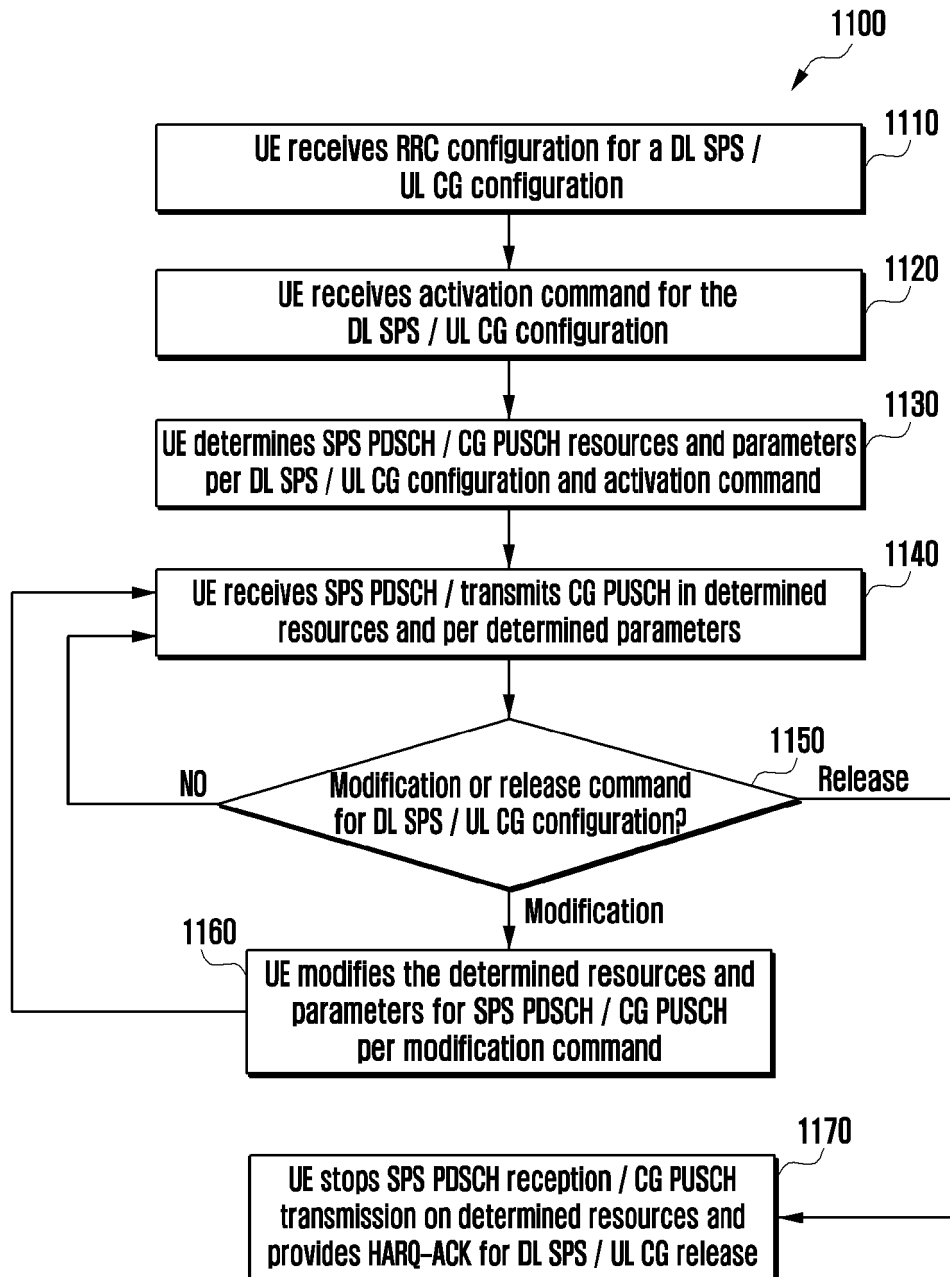 1100
1110
UE receives RRC configuration for a DL SPS /
UL CG configuration
1120
UE receives activation command for the
DL SPS / UL CG configuration
1130
UE determines SPS PDSCH / CG PUSCH resources and parameters
per DL SPS / UL CG configuration and activation command
1140
UE receives SPS PDSCH / transmits CG PUSCH in determined
resources and per determined parameters
1150
NO
Release
Modification or release command
for DL SPS / UL CG configuration?
Modification
1160
UE modifies the determined resources and
parameters for SPS PDSCH / CG PUSCH
per modification command
1170
UE stops SPS PDSCH reception / CG PUSCH
transmission on determined resources and
provides HARQ-ACK for DL SPS / UL CG release